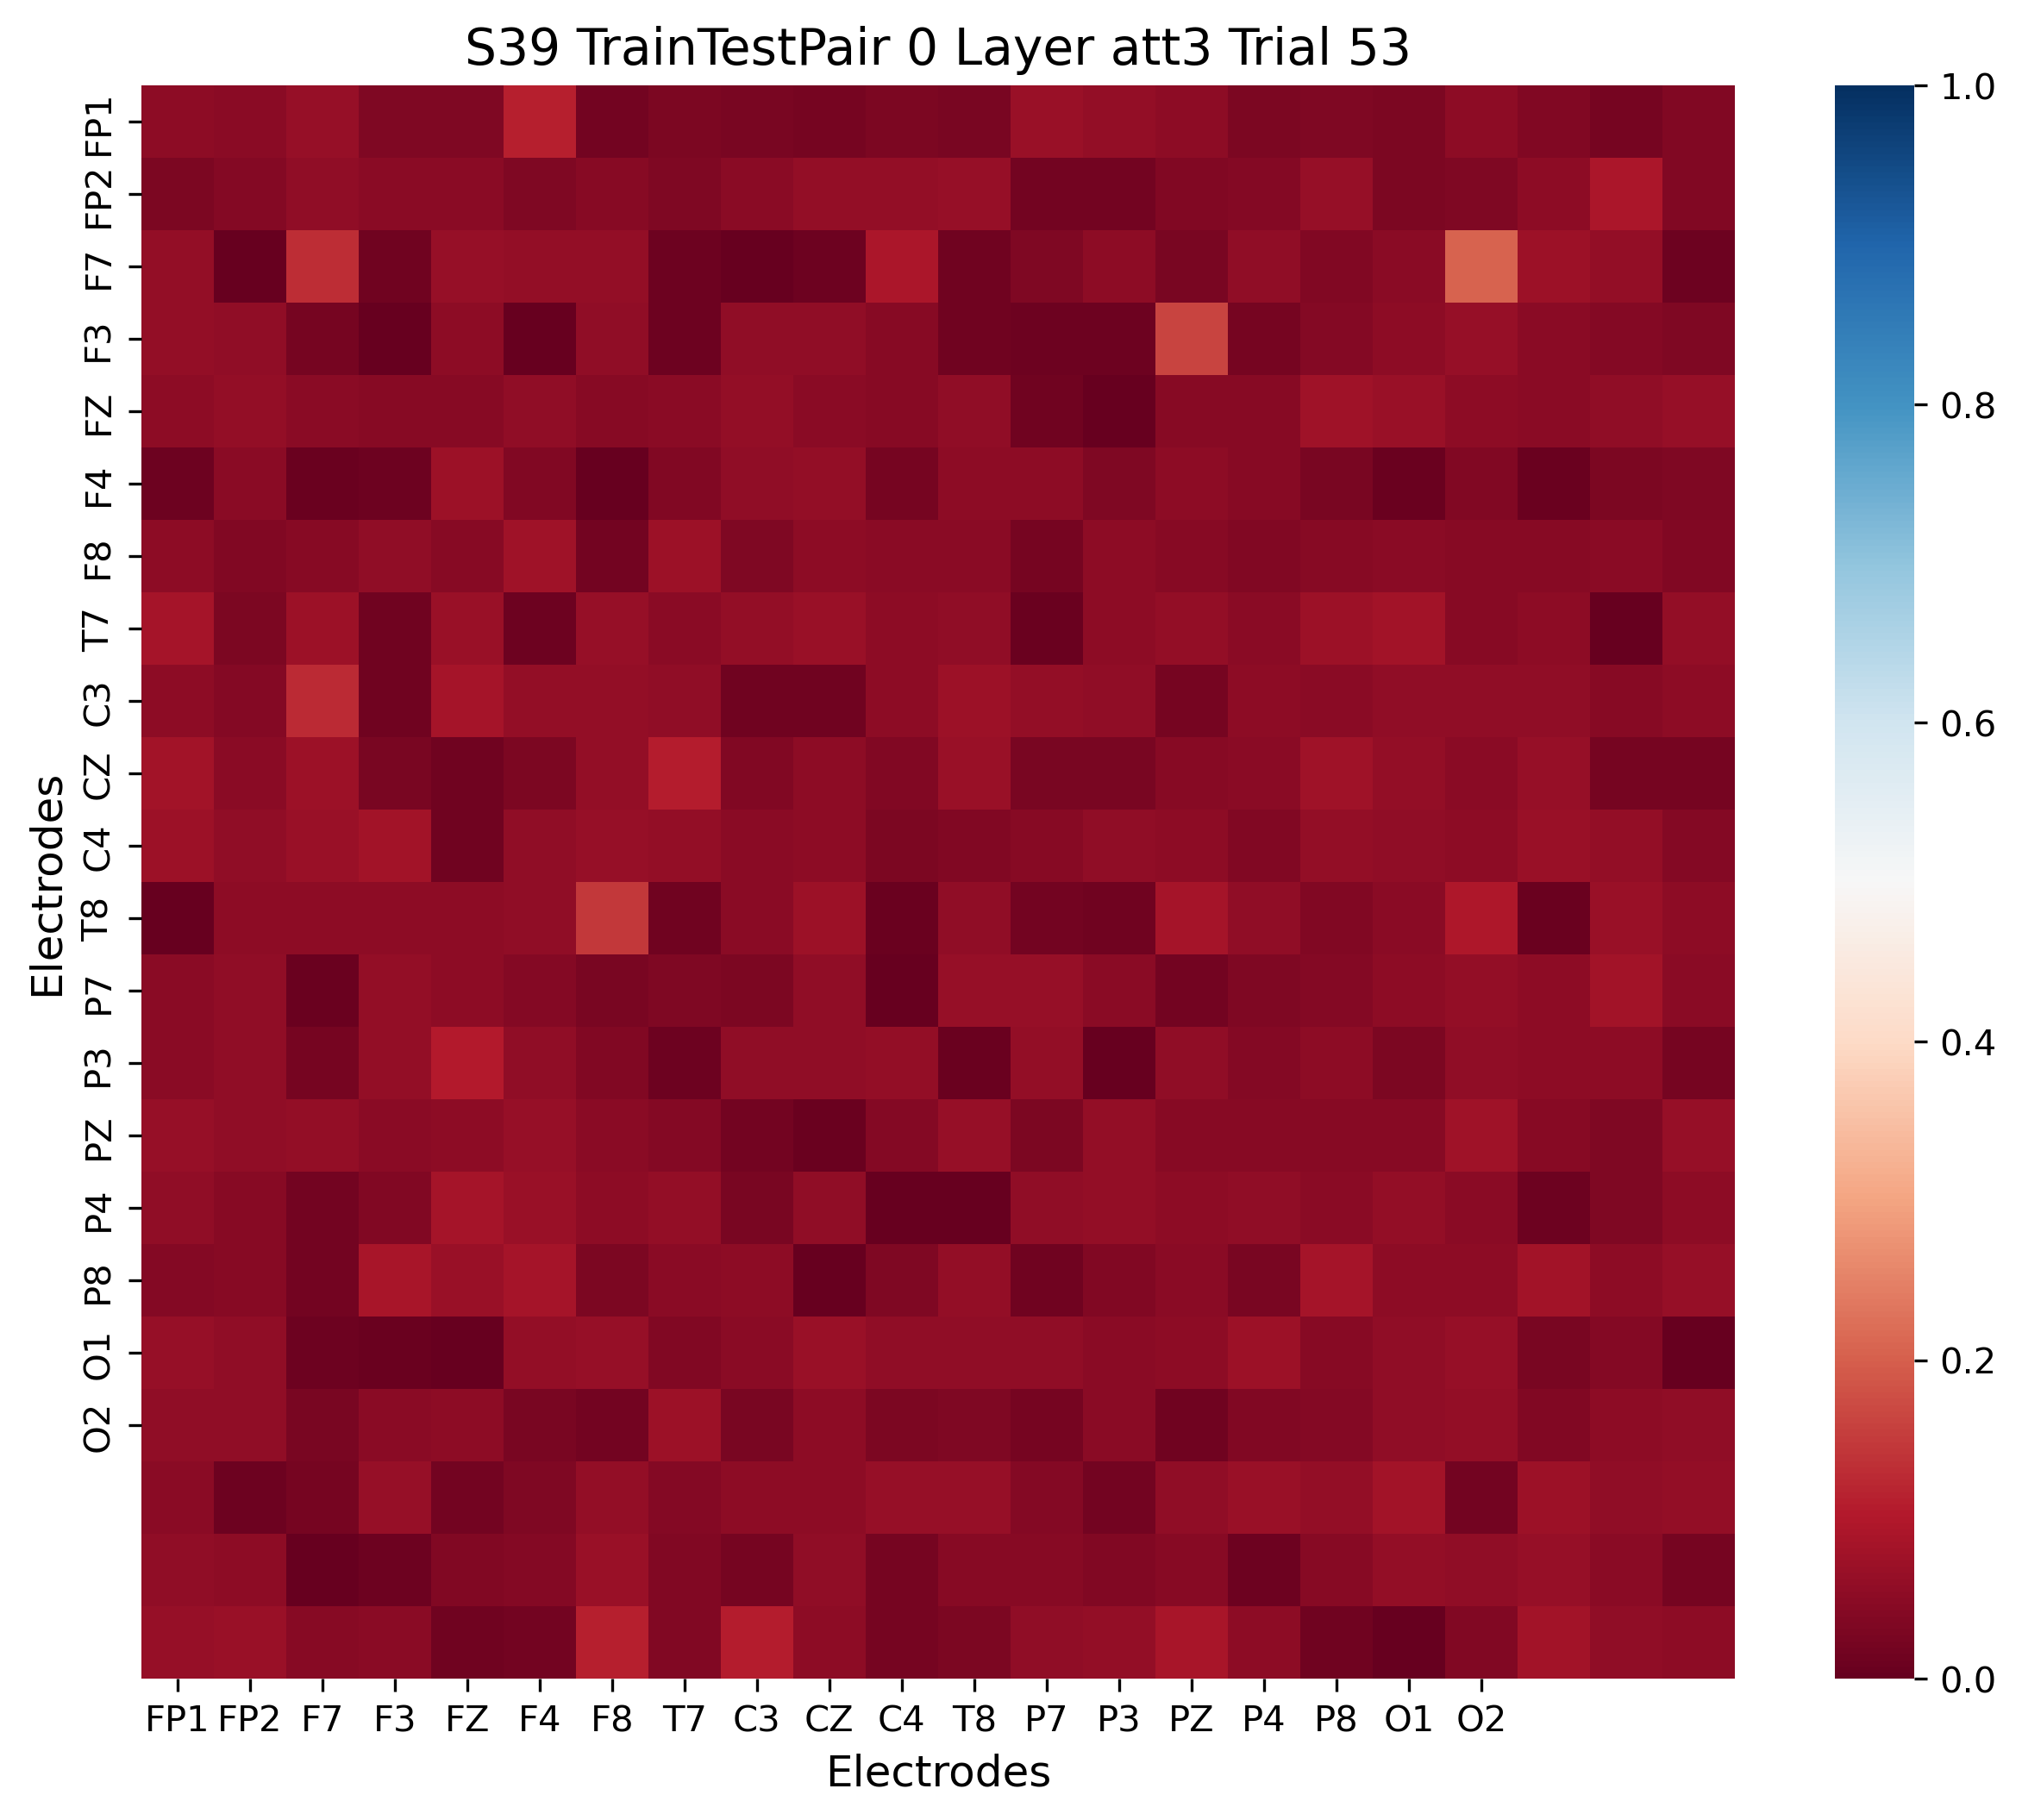 S39 TrainTestPair 0 Layer att3 Trial 53
Electrodes
FP1
FP2
F7
F3
FZ
F4
F8
T7
C3
CZ
C4
T8
P7
P3
PZ
P4
P8
O1
O2
1.0
0.8
0.6
0.4
0.2
0.0
FP1 FP2 F7 F3 FZ F4 F8 T7 C3 CZ C4 T8 P7 P3 PZ P4 P8 O1 O2
Electrodes